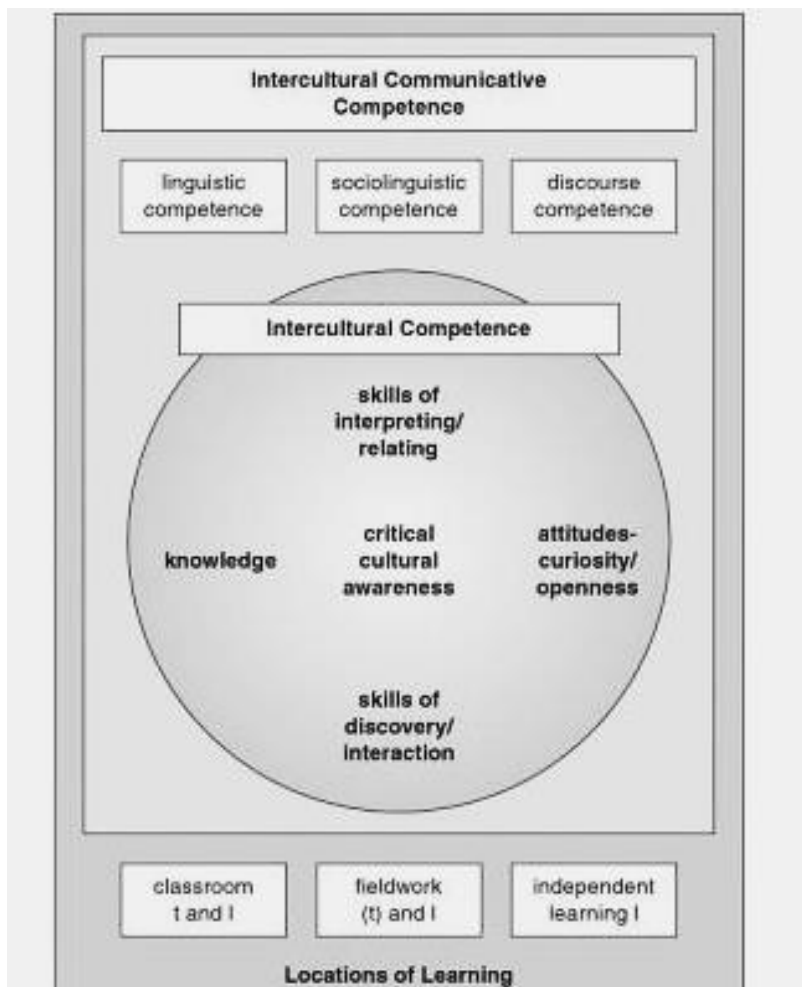 Intercultural Communicative
Competence
linguistic
competence
sociolinguistic
competence
discourse
competence
Intercultural Competence
skills of
interpreting/
relating
knowledge
critical
cultural
awareness
attitudes-
curiosity/
openness
skills of
discovery/
interaction
classroom
t and l
fieldwork
(t) and l
independent
learning l
Locations of Learning